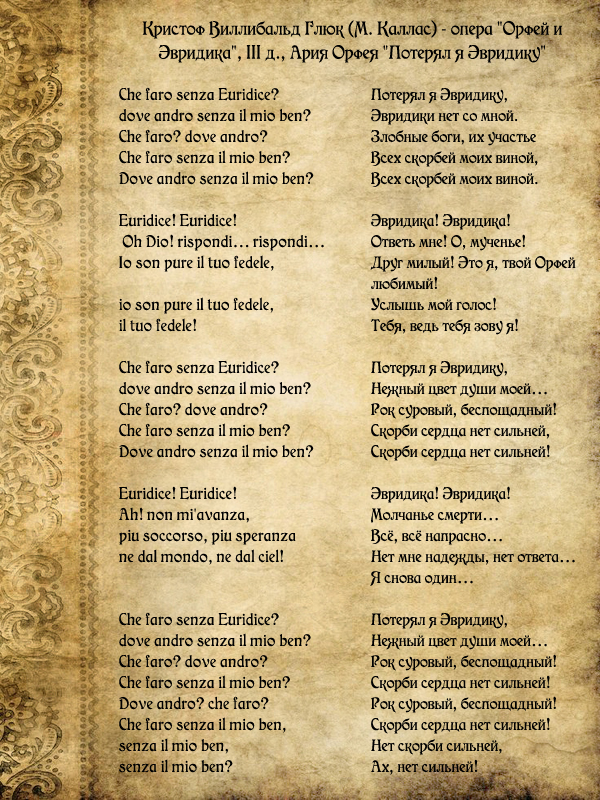 Кристоф Виллибальд Глюк (М. Каллас) - опера "Орфей и
Эвридика", III д., Ария Орфея "Потерял я Эвридику"
Che faro senza Euridice?
dove andro senza il mio ben?
Che faro? dove andro?
Che faro senza il mio ben?
Dove andro senza il mio ben?
Euridice! Euridice!
Oh Dio! rispondi... rispondi...
Io son pure il tuo fedele,
io son pure il tuo fedele,
il tuo fedele!
Che faro senza Euridice?
dove andro senza il mio ben?
Che faro? dove andro?
Che faro senza il mio ben?
Dove andro senza il mio ben?
Euridice! Euridice!
Ah! non mi'avanza,
piu soccorso, piu speranza
ne dal mondo, ne dal ciel!
Che faro senza Euridice?
dove andro senza il mio ben?
Che faro? dove andro?
Che faro senza il mio ben?
Dove andro? che faro?
Che faro senza il mio ben,
senza il mio ben,
senza il mio ben?
Потерял я Эвридику,
Эвридики нет со мной.
Злобные боги, их участье
Всех скорбей моих виной,
Всех скорбей моих виной.
Эвридика! Эвридика!
Ответь мне! О, мученье!
Друг милый! Это я, твой Орфей
любимый!
Услышь мой голос!
Тебя, ведь тебя зову я!
Потерял я Эвридику,
Нежный цвет души моей...
Рок суровый, беспощадный!
Скорби сердца нет сильней,
Скорби сердца нет сильней!
Эвридика! Эвридика!
Молчанье смерти...
Всё, всё напрасно...
Нет мне надежды, нет ответа...
Я снова один...
Потерял я Эвридику,
Нежный цвет души моей...
Рок суровый, беспощадный!
Скорби сердца нет сильней!
Рок суровый, беспощадный!
Скорби сердца нет сильней!
Нет скорби сильней,
Ах, нет сильней!